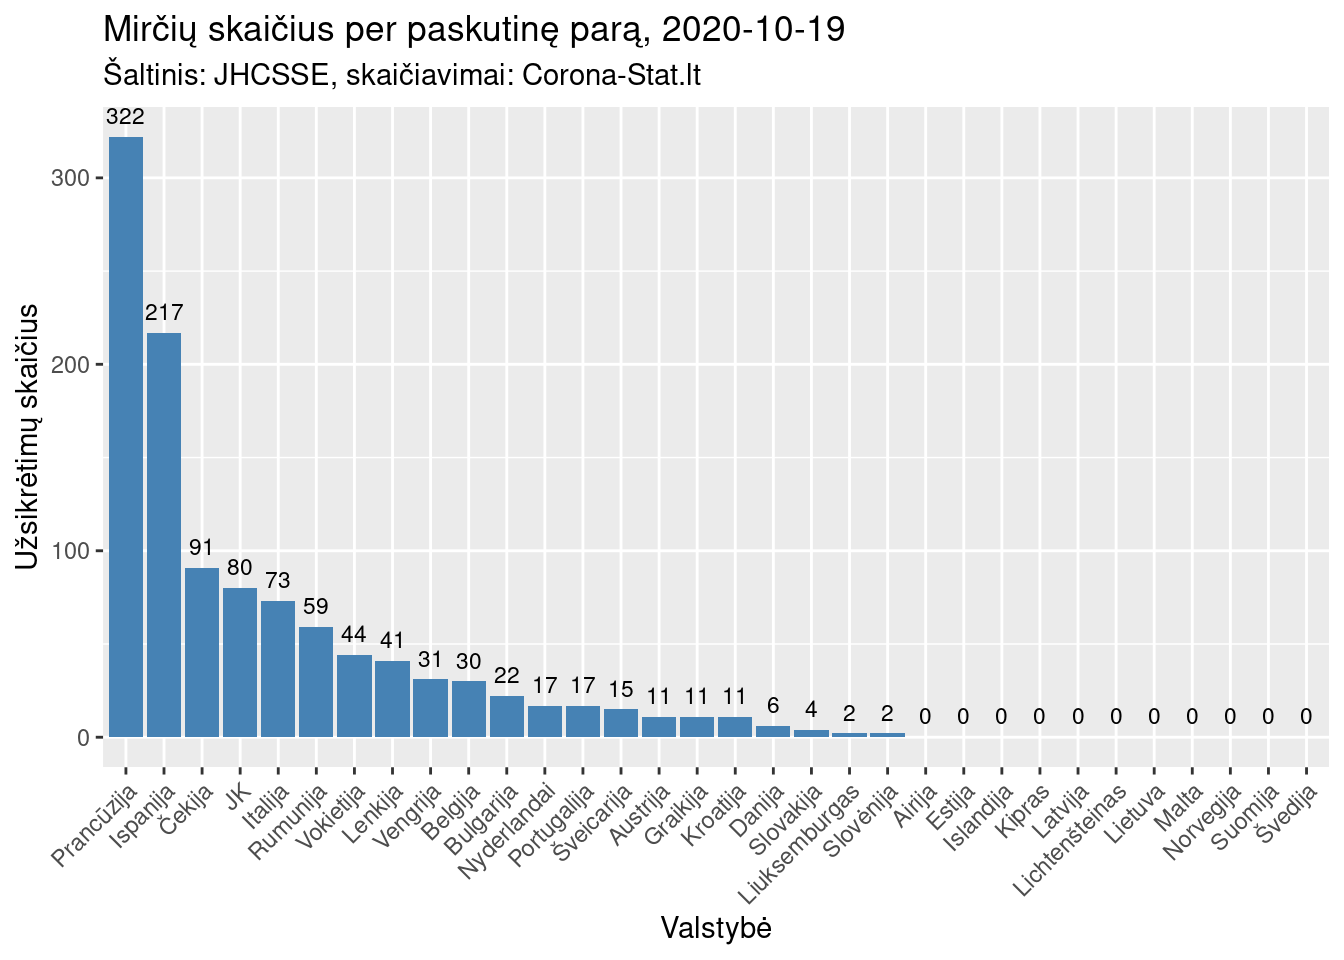 Mirčių skaičius per paskutinę parą, 2020-10-19
Šaltinis: JHCSSE, skaičiavimai: Corona-Stat.lt
Užsikrėtimų skaičius
300
200
100
0
322
217
91
80
73
59
44
41
31
30
22
17
17
15
11
11
11
6
4
2
2
0
0
0
0
0
0
0
0
0
0
0
Prancūzija
Ispanija
Čekija
JK
Italija
Rumunija
Vokietija
Lenkija
Vengrija
Belgija
Bulgarija
Nyderlandai
Portugalija
Šveicarija
Austrija
Graikija
Kroatija
Danija
Slovakija
Liuksemburgas
Slovėnija
Airija
Estija
Islandija
Kipras
Latvija
Lichtenšteinas
Lietuva
Malta
Norvegija
Suomija
Švedija
Valstybė